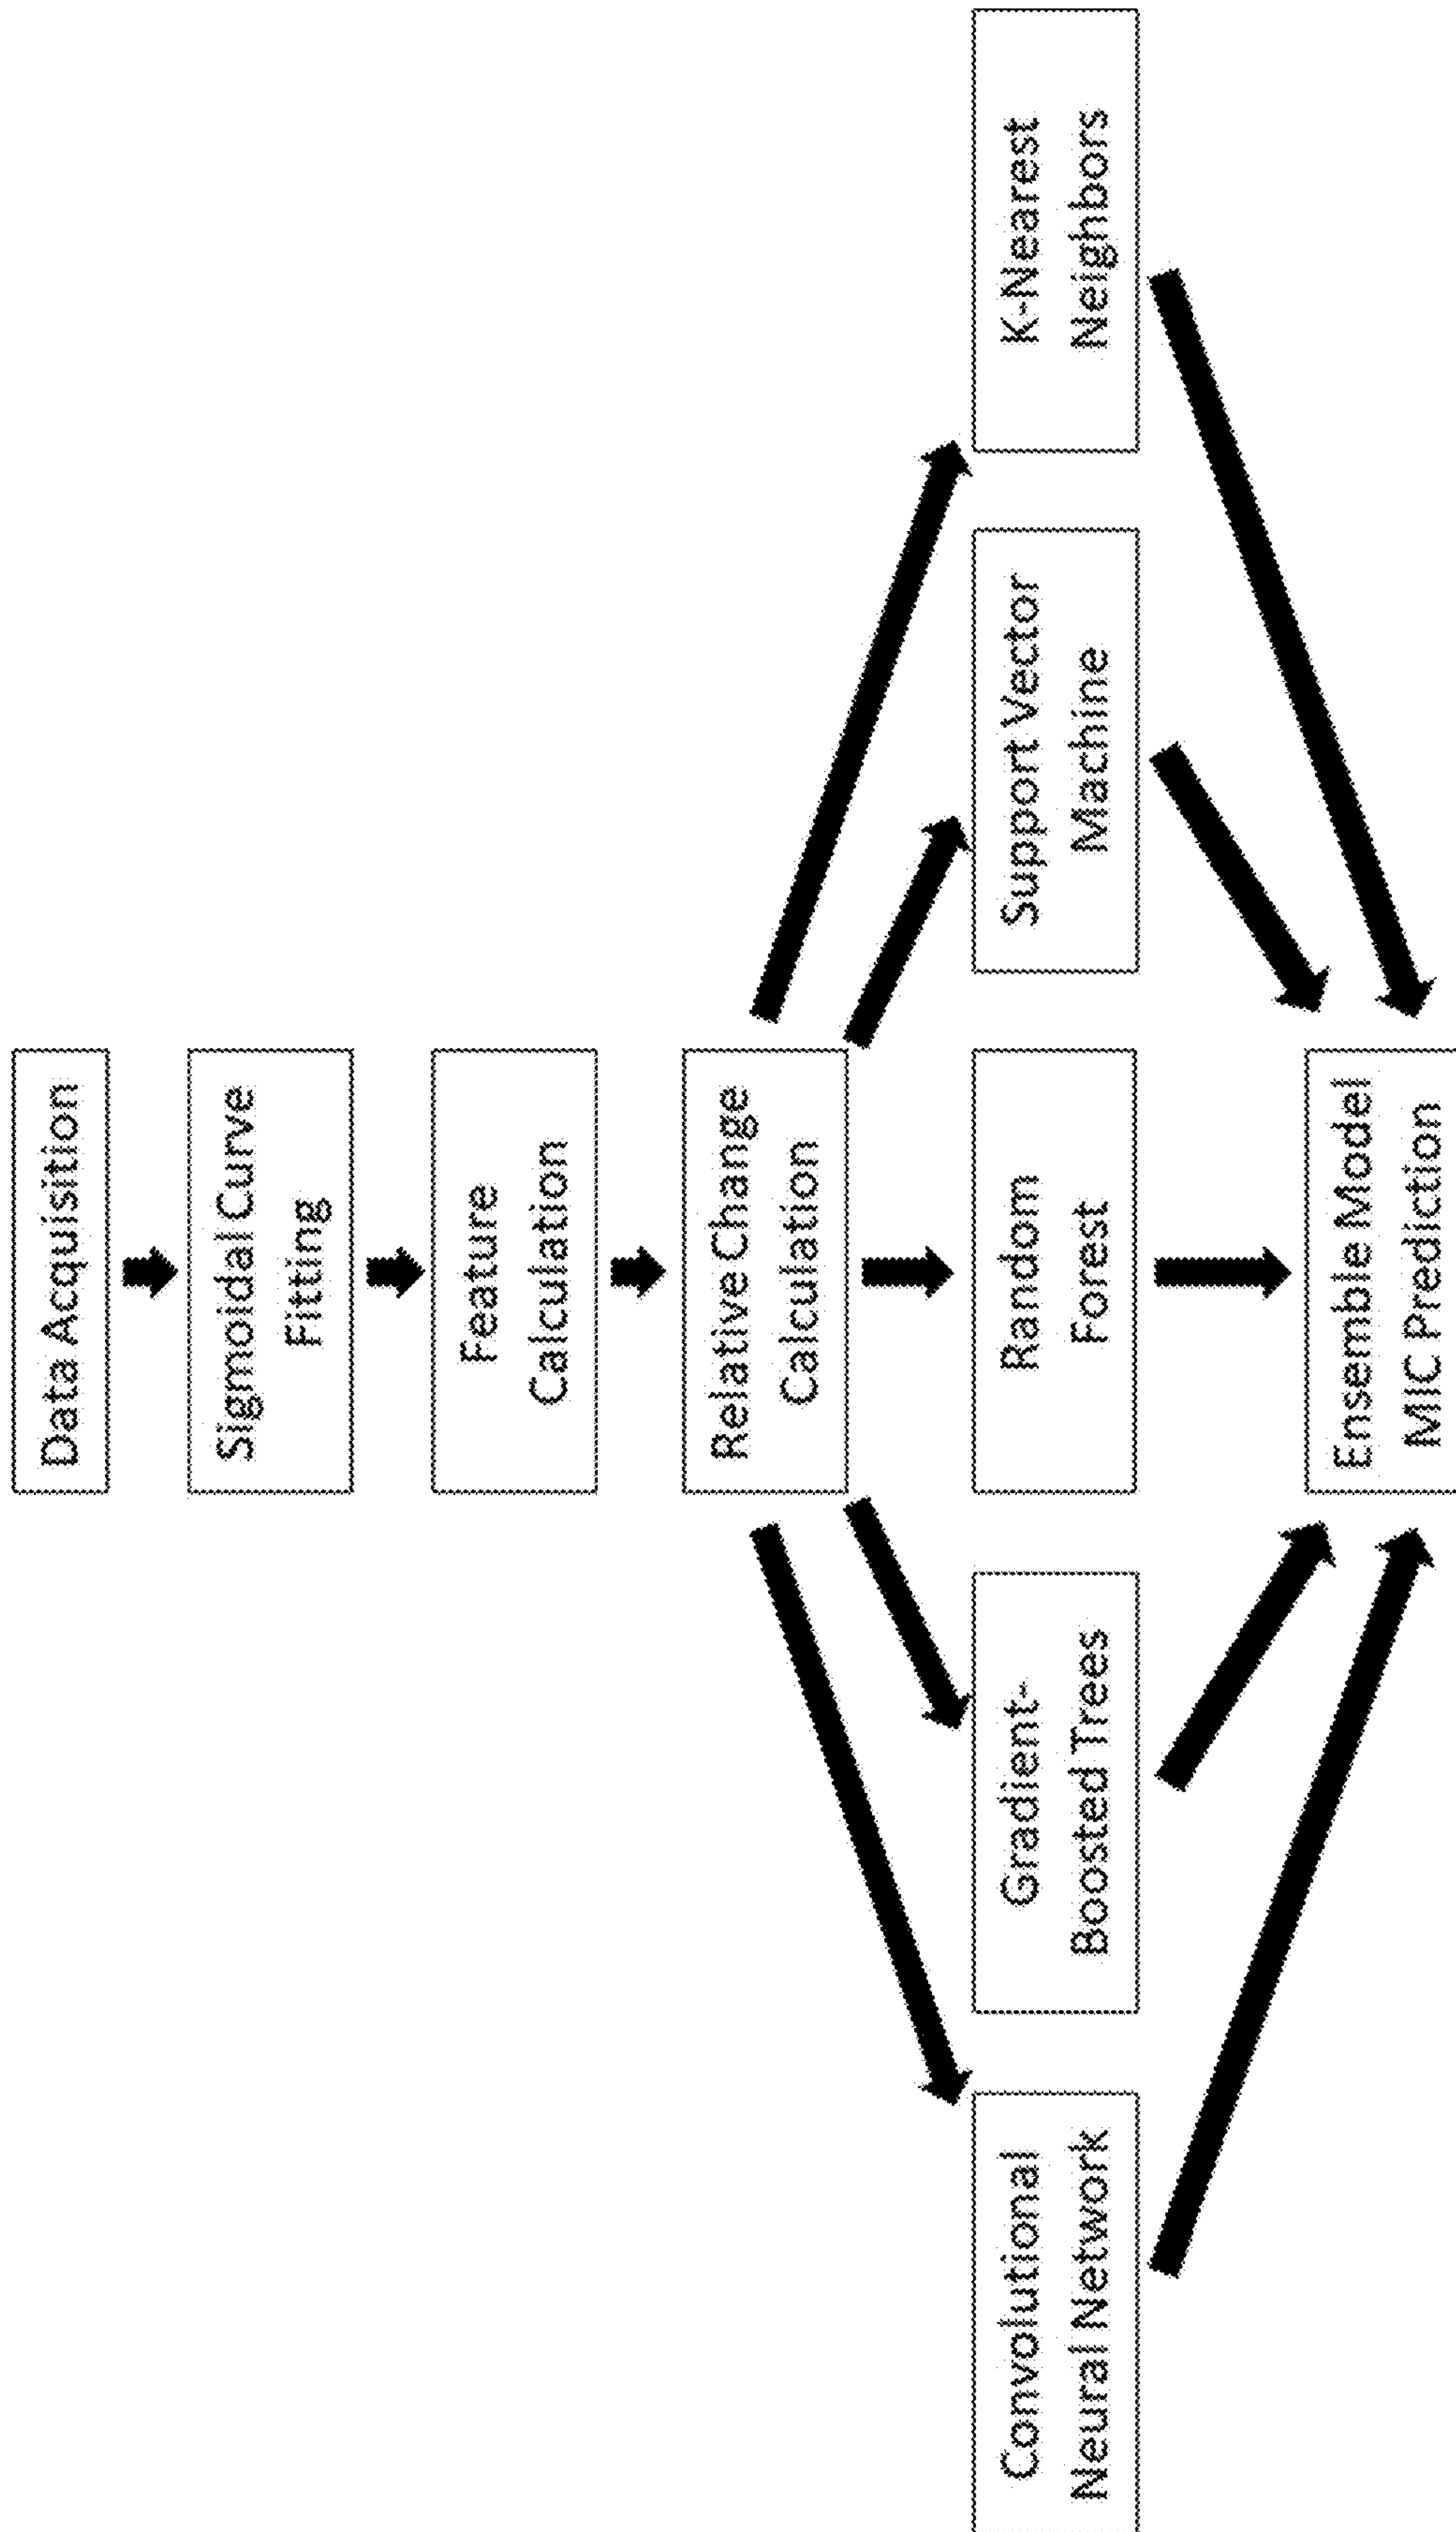 Data Acquisition
Sigmoidal Curve
Fitting
Feature
Calculation
Relative Change
Calculation
Convolutional
Neural Network
Gradient-
Boosted Trees
Random
Forest
Support Vector
Machine
K-Nearest
Neighbors
Ensemble Model
MIC Prediction